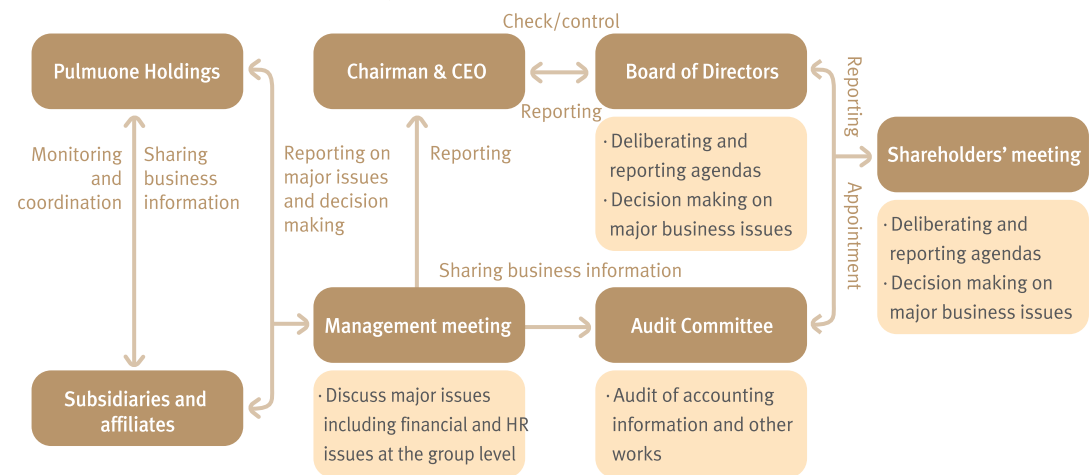 Check/control
Pulmuone Holdings
Chairman & CEO
Board of Directors
Reporting
Reporting
Appointment
Monitoring
and
coordination
Sharing
business
information
Reporting on
major issues
and decision
making
Reporting
· Deliberating and
reporting agendas
· Decision making on
major business issues
Shareholders’ meeting
· Deliberating and
reporting agendas
· Decision making on
major business issues
Sharing business information
Management meeting
Audit Committee
Subsidiaries and
affiliates
· Discuss major issues
including financial and HR
issues at the group level
· Audit of accounting
information and other
works